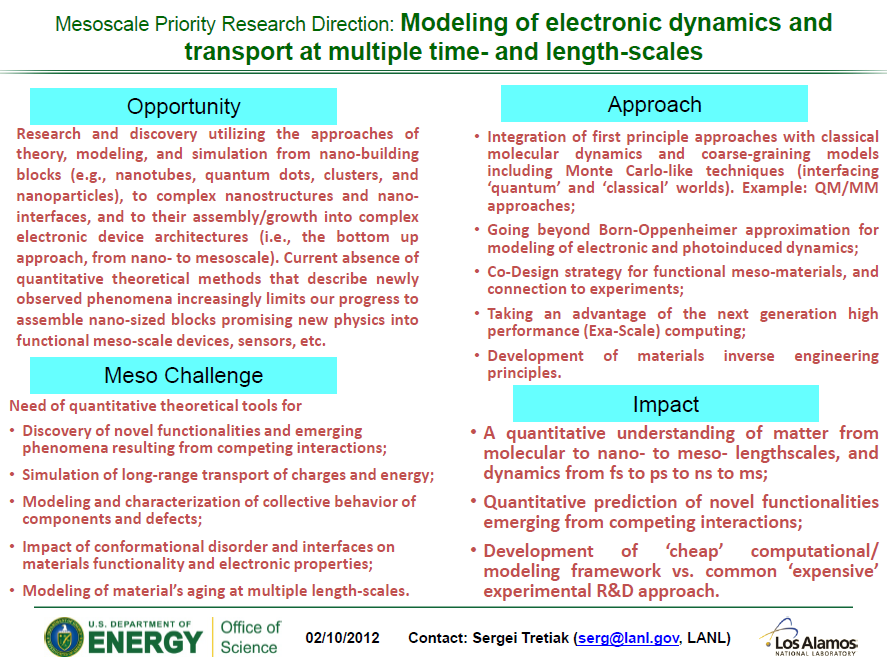 Mesoscale Priority Research Direction: Modeling of electronic dynamics and
transport at multiple time- and length-scales
Opportunity
Research and discovery utilizing the approaches of
theory, modeling, and simulation from nano-building
blocks (e.g., nanotubes, quantum dots, clusters, and
nanoparticles), to complex nanostructures and nano-
interfaces, and to their assembly/growth into complex
electronic device architectures (i.e., the bottom up
approach, from nano- to mesoscale). Current absence of
quantitative theoretical methods that describe newly
observed phenomena increasingly limits our progress to
assemble nano-sized blocks promising new physics into
functional meso-scale devices, sensors, etc.
Meso Challenge
Need of quantitative theoretical tools for
• Discovery of novel functionalities and emerging
phenomena resulting from competing interactions;
• Simulation of long-range transport of charges and energy;
• Modeling and characterization of collective behavior of
components and defects;
• Impact of conformational disorder and interfaces on
materials functionality and electronic properties;
• Modeling of material's aging at multiple length-scales.
Approach
• Integration of first principle approaches with classical
molecular dynamics and coarse-graining models
including Monte Carlo-like techniques (interfacing
‘quantum’ and ‘classical’ worlds). Example: QM/MM
approaches;
• Going beyond Born-Oppenheimer approximation for
modeling of electronic and photoinduced dynamics;
• Co-Design strategy for functional meso-materials, and
connection to experiments;
• Taking an advantage of the next generation high
performance (Exa-Scale) computing;
• Development of materials inverse engineering
principles.
Impact
• A quantitative understanding of matter from
molecular to nano- to meso- lengthscales, and
dynamics from fs to ps to ns to ms;
• Quantitative prediction of novel functionalities
emerging from competing interactions;
• Development of ‘cheap’ computational/
modeling framework vs. common ‘expensive’
experimental R&D approach.
U.S. DEPARTMENT OF
ENERGY
Office of
Science
02/10/2012
Contact: Sergei Tretiak (serg@lanl.gov, LANL)
Los Alamos
NATIONAL LABORATORY